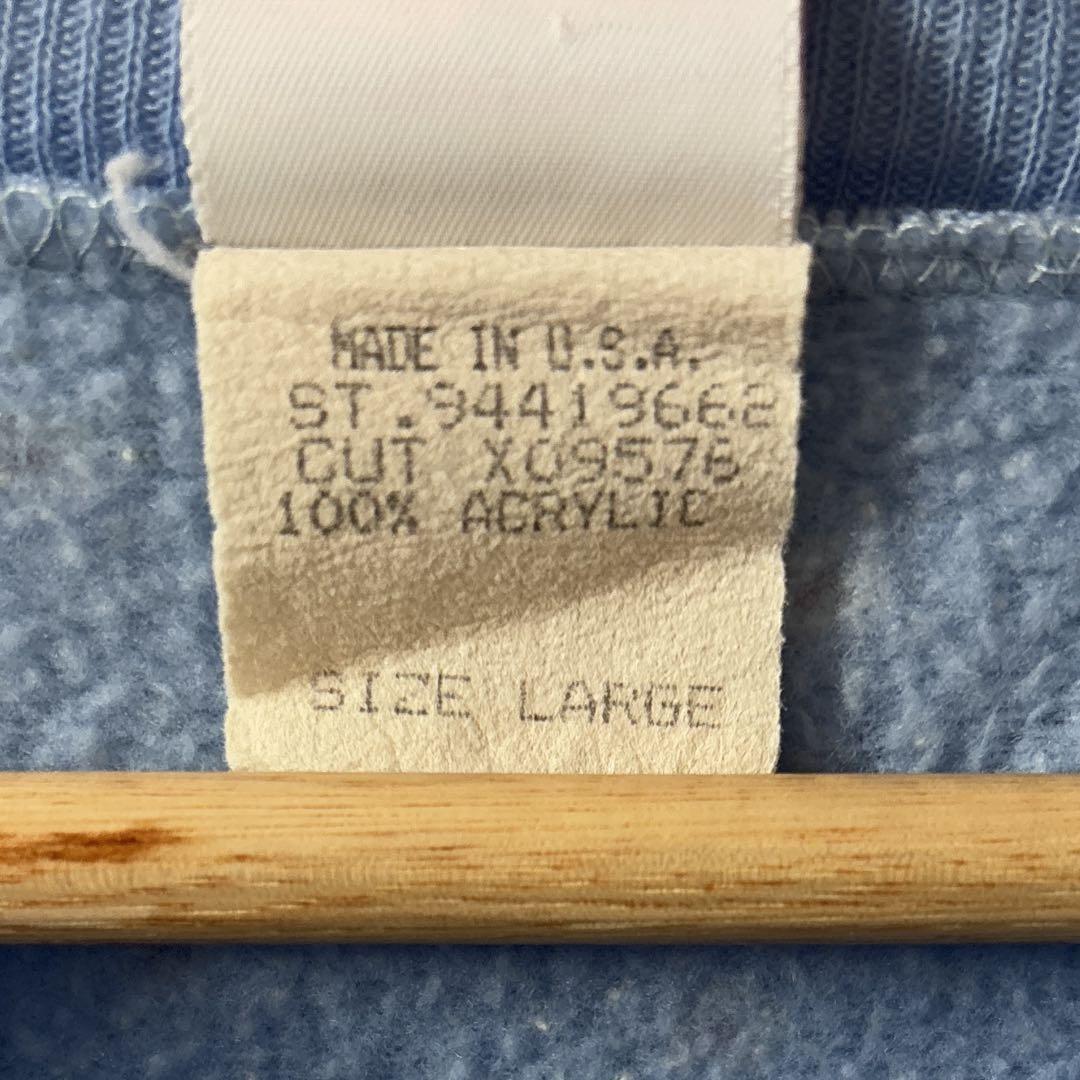 MADE IN U.S.A.
ST.94419662
CUT X09576
100% ACRYLIC
SIZE LARGE